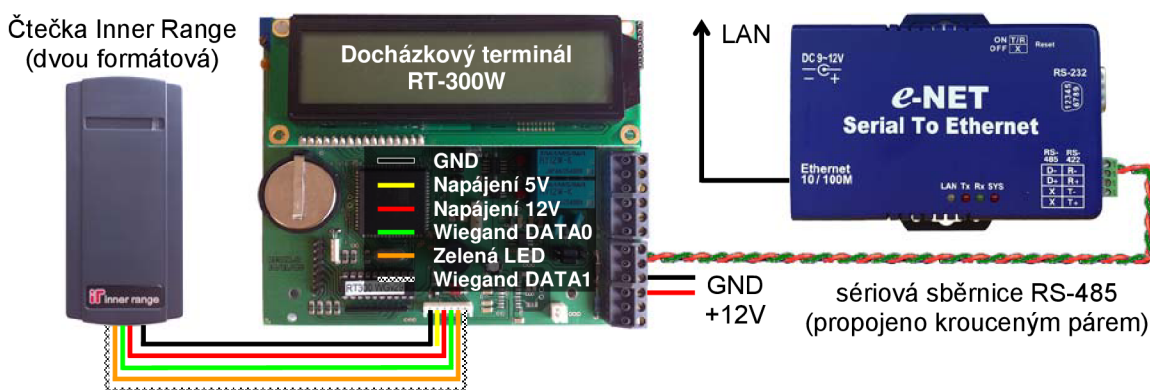 Čtečka Inner Range
(dvou formátová)
inner range
Docházkový terminál
RT-300W
GND
Napájení 5V
Napájení 12V
Wiegand DATA0
Zelená LED
Wiegand DATA1
LAN
DC 9~12V
- +
ON T/R
OFF X
Reset
RS-232
12345
6789
e-NET
Serial To Ethernet
Ethernet
10 / 100M
LAN Tx Rx SYS
RS-485 RS-422
D- R-
D+ R+
X T-
X T+
GND
+12V
sériová sběrnice RS-485
(propojeno krouceným párem)